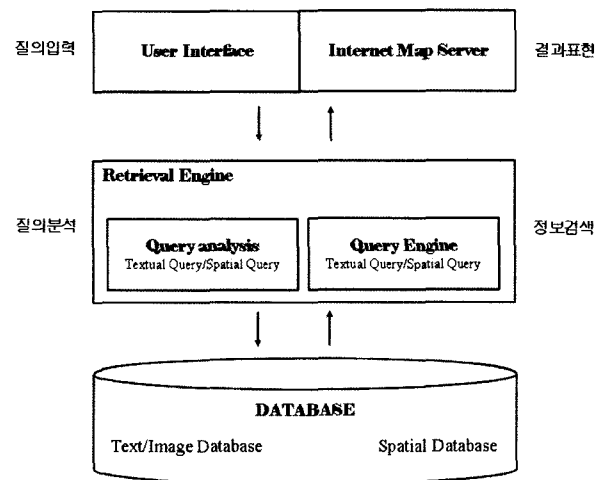 질의입력
User Interface
Internet Map Server
결과표현
Retrieval Engine
질의분석
정보검색
Query analysis
Textual Query/Spatial Query
Query Engine
Textual Query/Spatial Query
DATABASE
Text/Image Database
Spatial Database